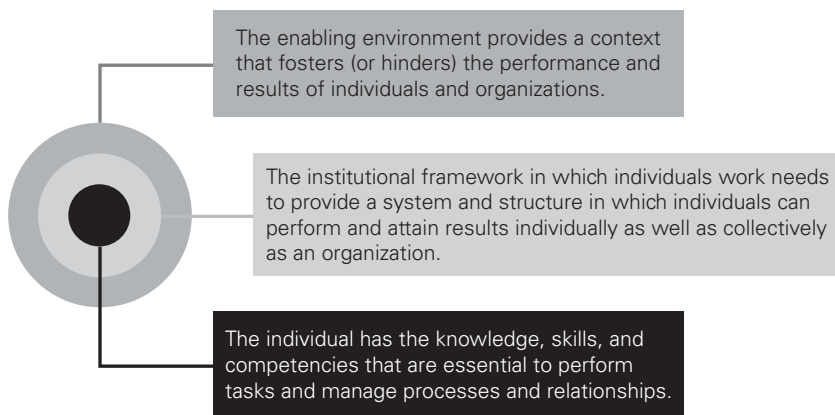 The enabling environment provides a context
that fosters (or hinders) the performance and
results of individuals and organizations.
The institutional framework in which individuals work needs
to provide a system and structure in which individuals can
perform and attain results individually as well as collectively
as an organization.
The individual has the knowledge, skills, and
competencies that are essential to perform
tasks and manage processes and relationships.